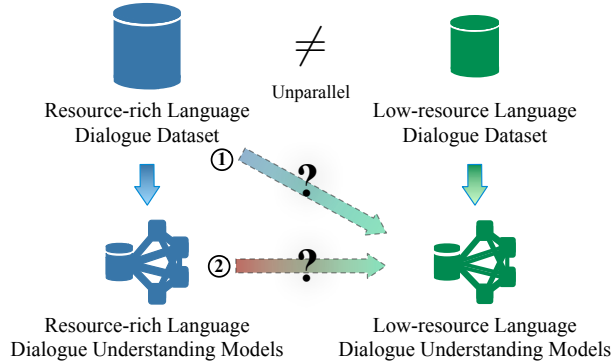 ≠
Unparallel
Resource-rich Language
Dialogue Dataset
Low-resource Language
Dialogue Dataset
①
?
②
?
Resource-rich Language
Dialogue Understanding Models
Low-resource Language
Dialogue Understanding Models